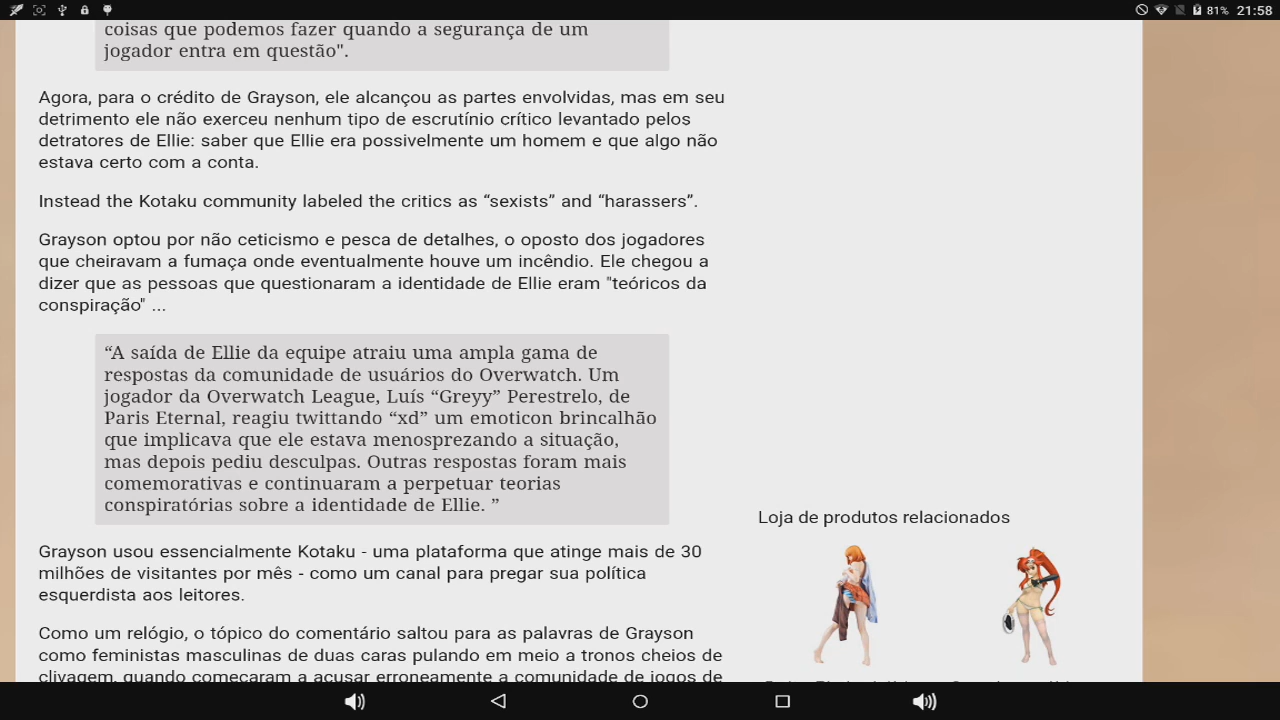 81% 21:58
coisas que podemos fazer quando a segurança de um
jogador entra em questão".
Agora, para o crédito de Grayson, ele alcançou as partes envolvidas, mas em seu
detrimento ele não exerceu nenhum tipo de escrutínio crítico levantado pelos
detratores de Ellie: saber que Ellie era possivelmente um homem e que algo não
estava certo com a conta.
Instead the Kotaku community labeled the critics as “sexists” and “harassers”.
Grayson optou por não ceticismo e pesca de detalhes, o oposto dos jogadores
que cheiravam a fumaça onde eventualmente houve um incêndio. Ele chegou a
dizer que as pessoas que questionaram a identidade de Ellie eram "teóricos da
conspiração" ...
“A saída de Ellie da equipe atraiu uma ampla gama de
respostas da comunidade de usuários do Overwatch. Um
jogador da Overwatch League, Luís “Greyy” Perestrelo, de
Paris Eternal, reagiu twittando “xd” um emoticon brincalhão
que implicava que ele estava menosprezando a situação,
mas depois pediu desculpas. Outras respostas foram mais
comemorativas e continuaram a perpetuar teorias
conspiratórias sobre a identidade de Ellie. ”
Grayson usou essencialmente Kotaku - uma plataforma que atinge mais de 30
milhões de visitantes por mês - como um canal para pregar sua política
esquerdista aos leitores.
Como um relógio, o tópico do comentário saltou para as palavras de Grayson
como feministas masculinas de duas caras pulando em meio a tronos cheios de
clivagem, quando começaram a acusar erroneamente a comunidade de jogos de
Loja de produtos relacionados